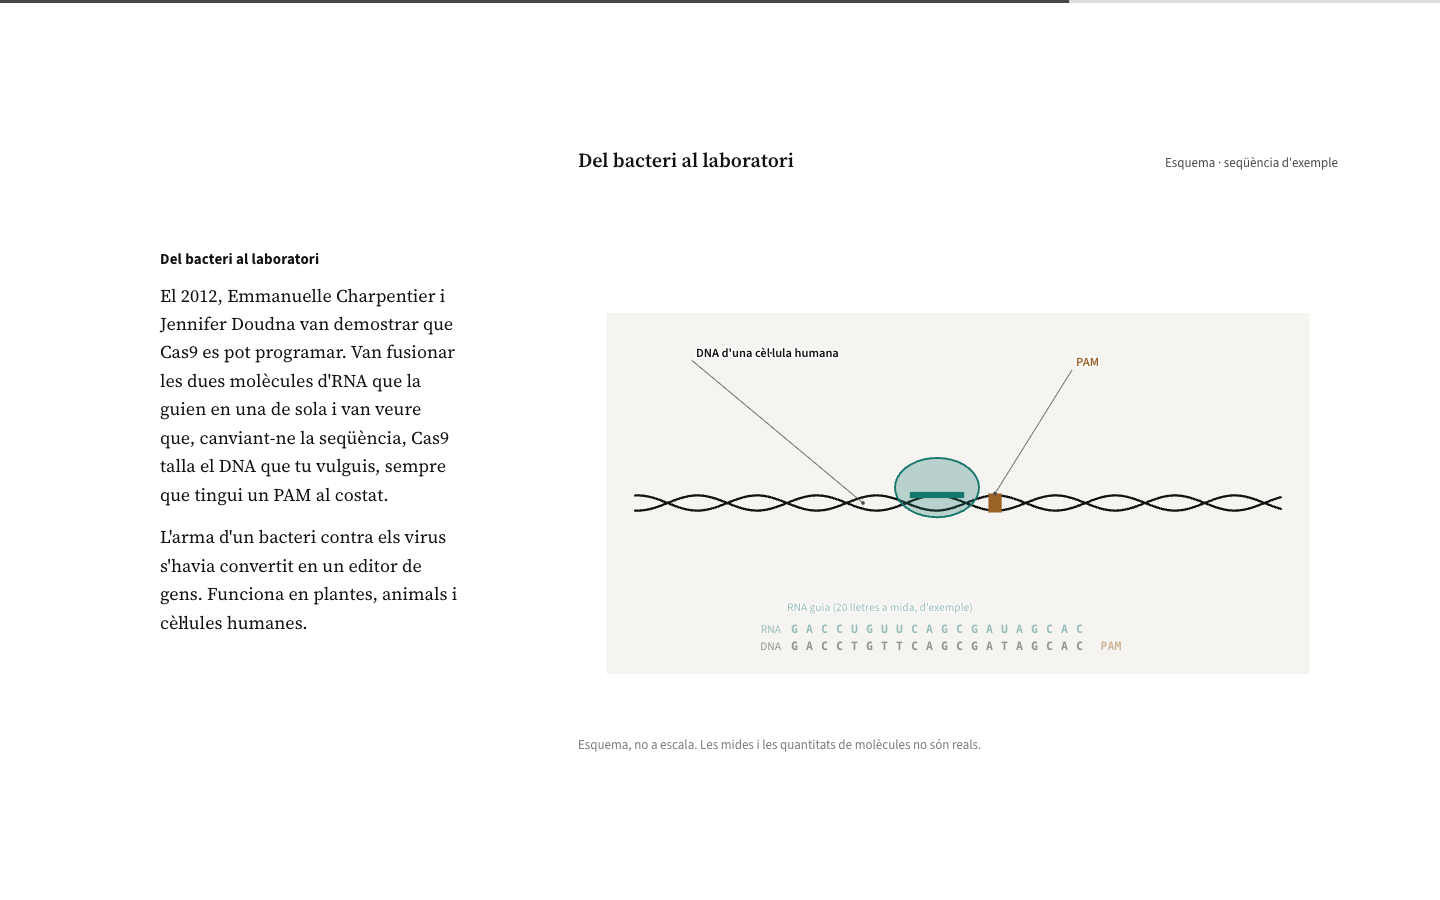 Del bacteri al laboratori
Esquema · seqüència d'exemple
Del bacteri al laboratori
El 2012, Emmanuelle Charpentier i
Jennifer Doudna van demostrar que
Cas9 es pot programar. Van fusionar
les dues molècules d'RNA que la
guien en una de sola i van veure
que, canviant-ne la seqüència, Cas9
talla el DNA que tu vulguis, sempre
que tingui un PAM al costat.
L'arma d'un bacteri contra els virus
s'havia convertit en un editor de
gens. Funciona en plantes, animals i
cèl·lules humanes.
DNA d'una cèl·lula humana
PAM
RNA guia (20 lletres a mida, d'exemple)
RNA G A C C U G U U C A G C G A U A G C A C
DNA G A C C T G T T C A G C G A T A G C A C PAM
Esquema, no a escala. Les mides i les quantitats de molècules no són reals.